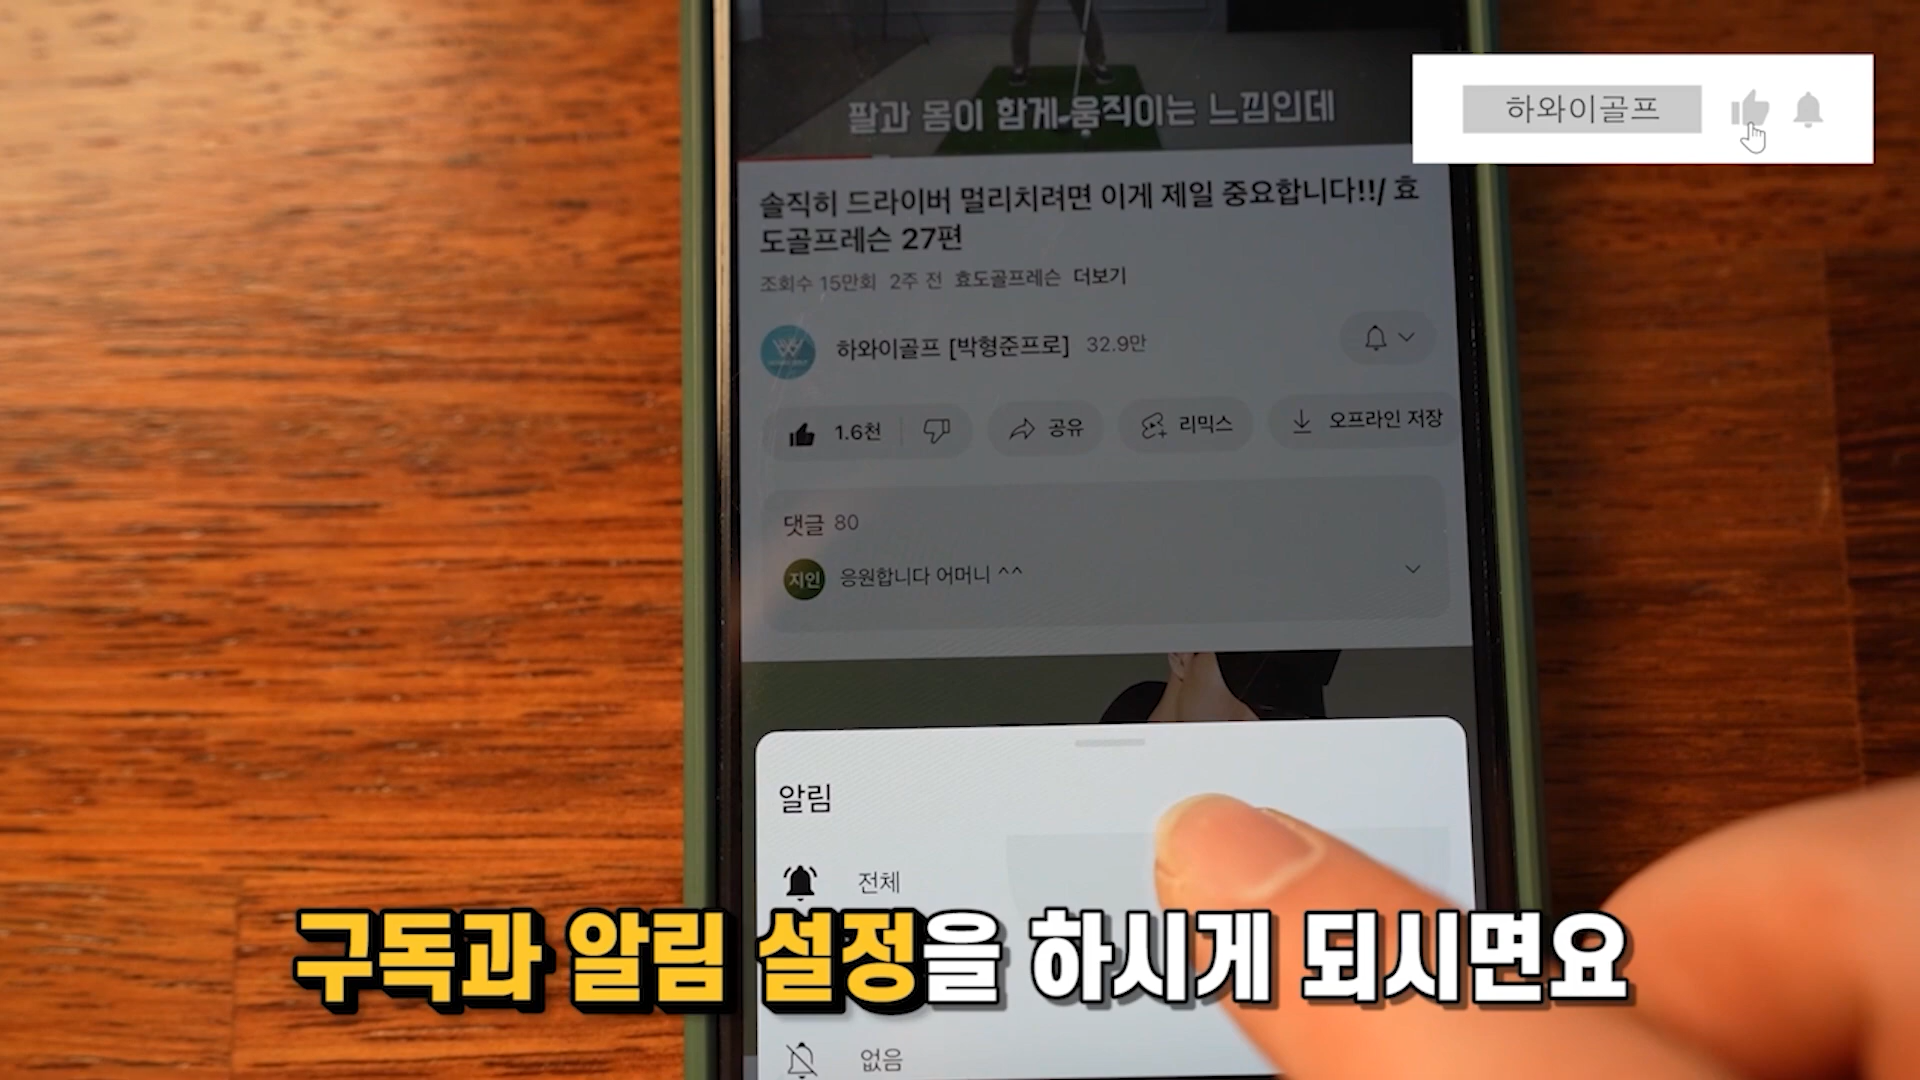 팔과 몸이 함께 움직이는 느낌인데
하와이골프
솔직히 드라이버 멀리치려면 이게 제일 중요합니다!!/ 효
도골프레슨 27편
조회수 15만회 2주 전 효도골프레슨 더보기
하와이골프 [박형준프로] 32.9만
1.6천 공유 리믹스 오프라인 저장
댓글 80
지인 응원합니다 어머니 ^^
알림
전체
구독과 알림 설정을 하시게 되시면요
없음